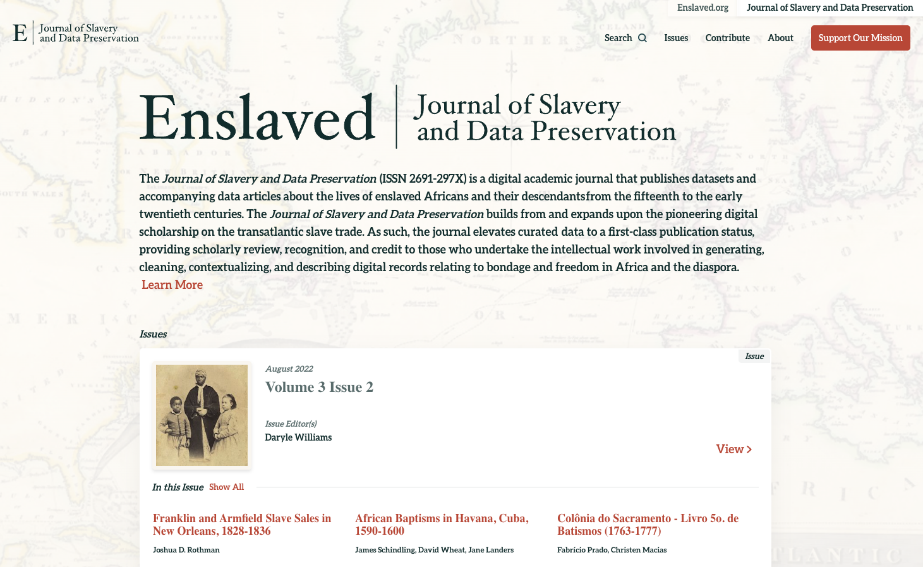 Enslaved.org
Journal of Slavery and Data Preservation
E
Journal of Slavery
and Data Preservation
Search
Issues
Contribute
About
Support Our Mission
Enslaved
Journal of Slavery
and Data Preservation
The Journal of Slavery and Data Preservation (ISSN 2691-297X) is a digital academic journal that publishes datasets and
accompanying data articles about the lives of enslaved Africans and their descendantsfrom the fifteenth to the early
twentieth centuries. The Journal of Slavery and Data Preservation builds from and expands upon the pioneering digital
scholarship on the transatlantic slave trade. As such, the journal elevates curated data to a first-class publication status,
providing scholarly review, recognition, and credit to those who undertake the intellectual work involved in generating,
cleaning, contextualizing, and describing digital records relating to bondage and freedom in Africa and the diaspora.
Learn More
Issues
Issue
August 2022
Volume 3 Issue 2
Issue Editor(s)
Daryle Williams
View >
In this Issue Show All
Franklin and Armfield Slave Sales in
New Orleans, 1828-1836
Joshua D. Rothman
African Baptisms in Havana, Cuba,
1590-1600
James Schindling, David Wheat, Jane Landers
Colônia do Sacramento - Livro 5o. de
Batismos (1763-1777)
Fabrício Prado, Christen Macias